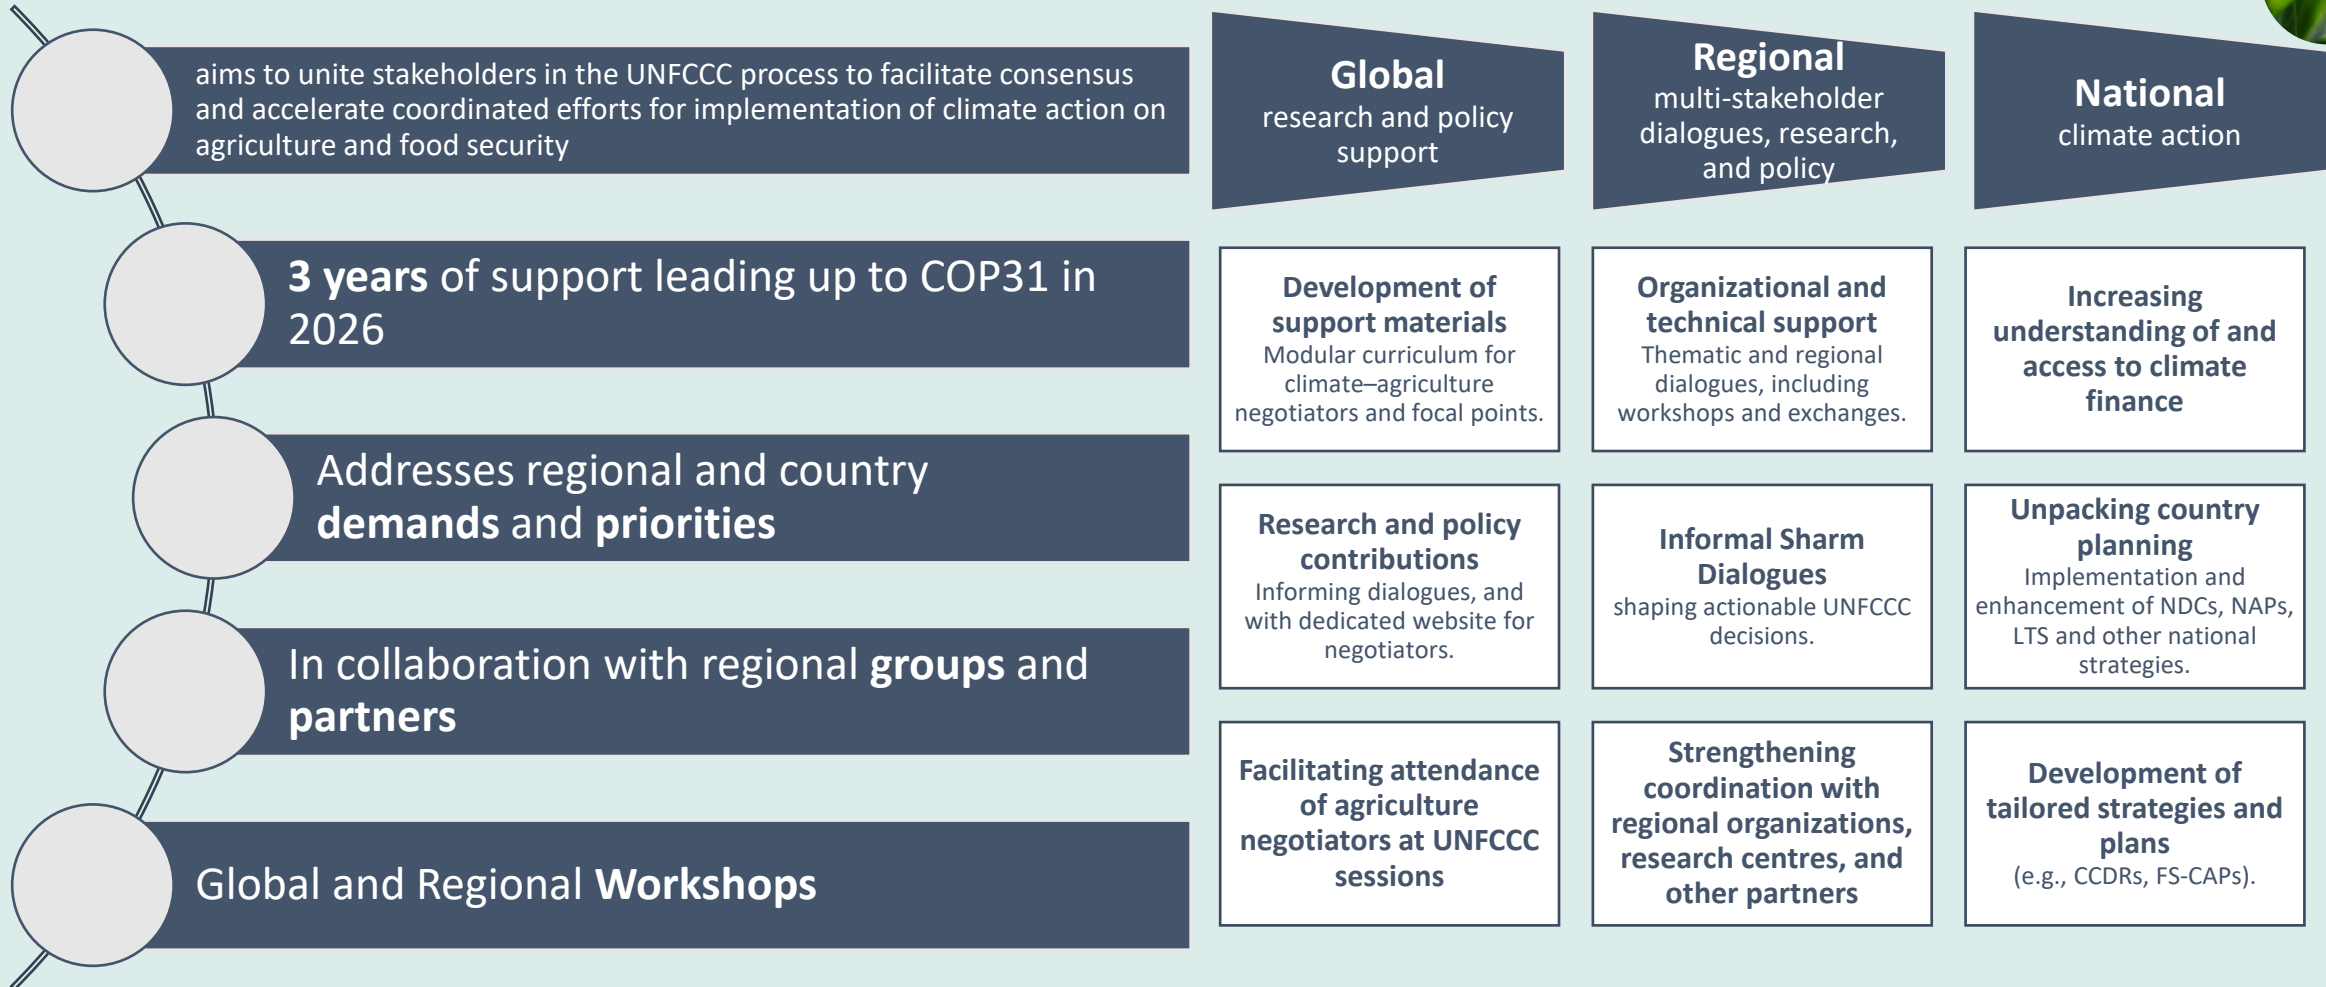 aims to unite stakeholders in the UNFCCC process to facilitate consensus
and accelerate coordinated efforts for implementation of climate action on
agriculture and food security
3 years of support leading up to COP31 in
2026
Addresses regional and country
demands and priorities
In collaboration with regional groups and
partners
Global and Regional Workshops
Global
research and policy
support
Development of
support materials
Modular curriculum for
climate–agriculture
negotiators and focal points.
Research and policy
contributions
Informing dialogues, and
with dedicated website for
negotiators.
Facilitating attendance
of agriculture
negotiators at UNFCCC
sessions
Regional
multi-stakeholder
dialogues, research,
and policy
Organizational and
technical support
Thematic and regional
dialogues, including
workshops and exchanges.
Informal Sharm
Dialogues
shaping actionable UNFCCC
decisions.
Strengthening
coordination with
regional organizations,
research centres, and
other partners
National
climate action
Increasing
understanding of and
access to climate
finance
Unpacking country
planning
Implementation and
enhancement of NDCs, NAPs,
LTS and other national
strategies.
Development of
tailored strategies and
plans
(e.g., CCDRs, FS-CAPs).